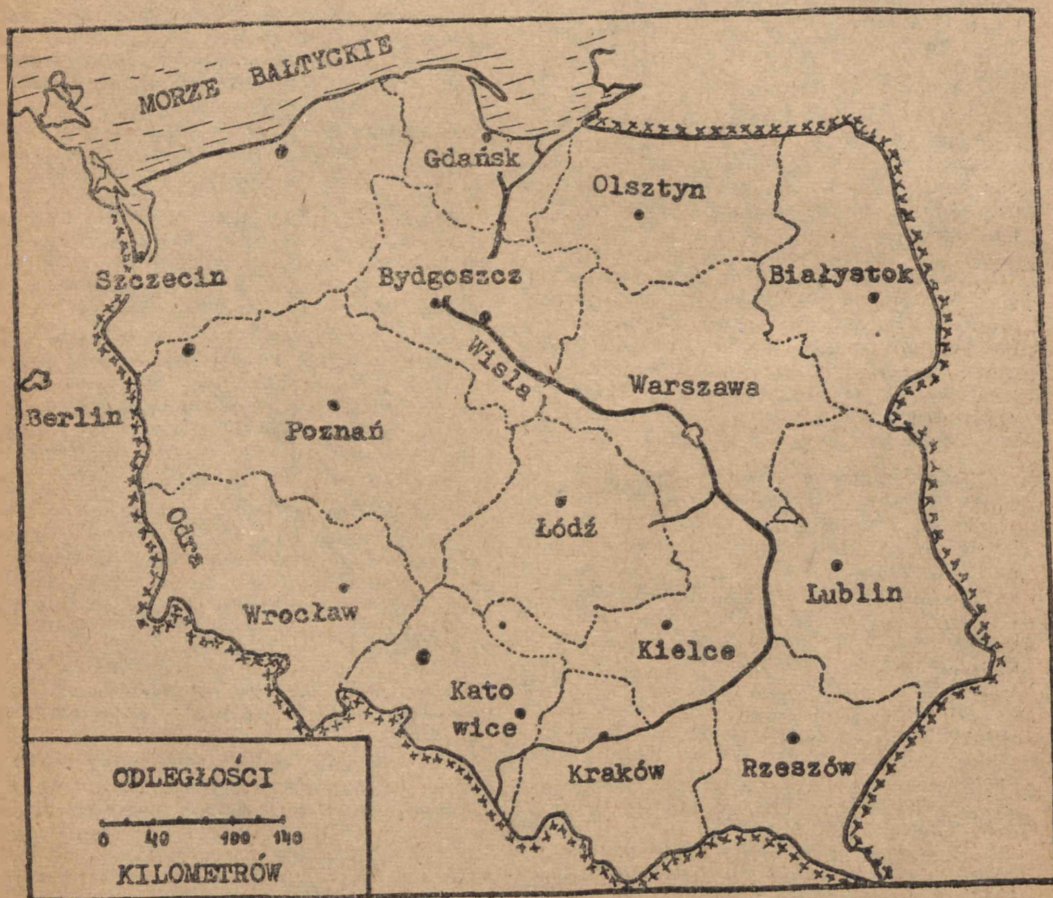 MORZE BAŁTYCKIE
Gdańsk
Olsztyn
Szczecin
Bydgoszcz
Białystok
Wisla
Warszawa
Berlin
Poznań
Odra
Łódź
Wrocław
Lublin
Kielce
Kato
wice
Kraków
Rzeszów
ODLEGŁOŚCI
0 40 100 140
KILOMETRÓW